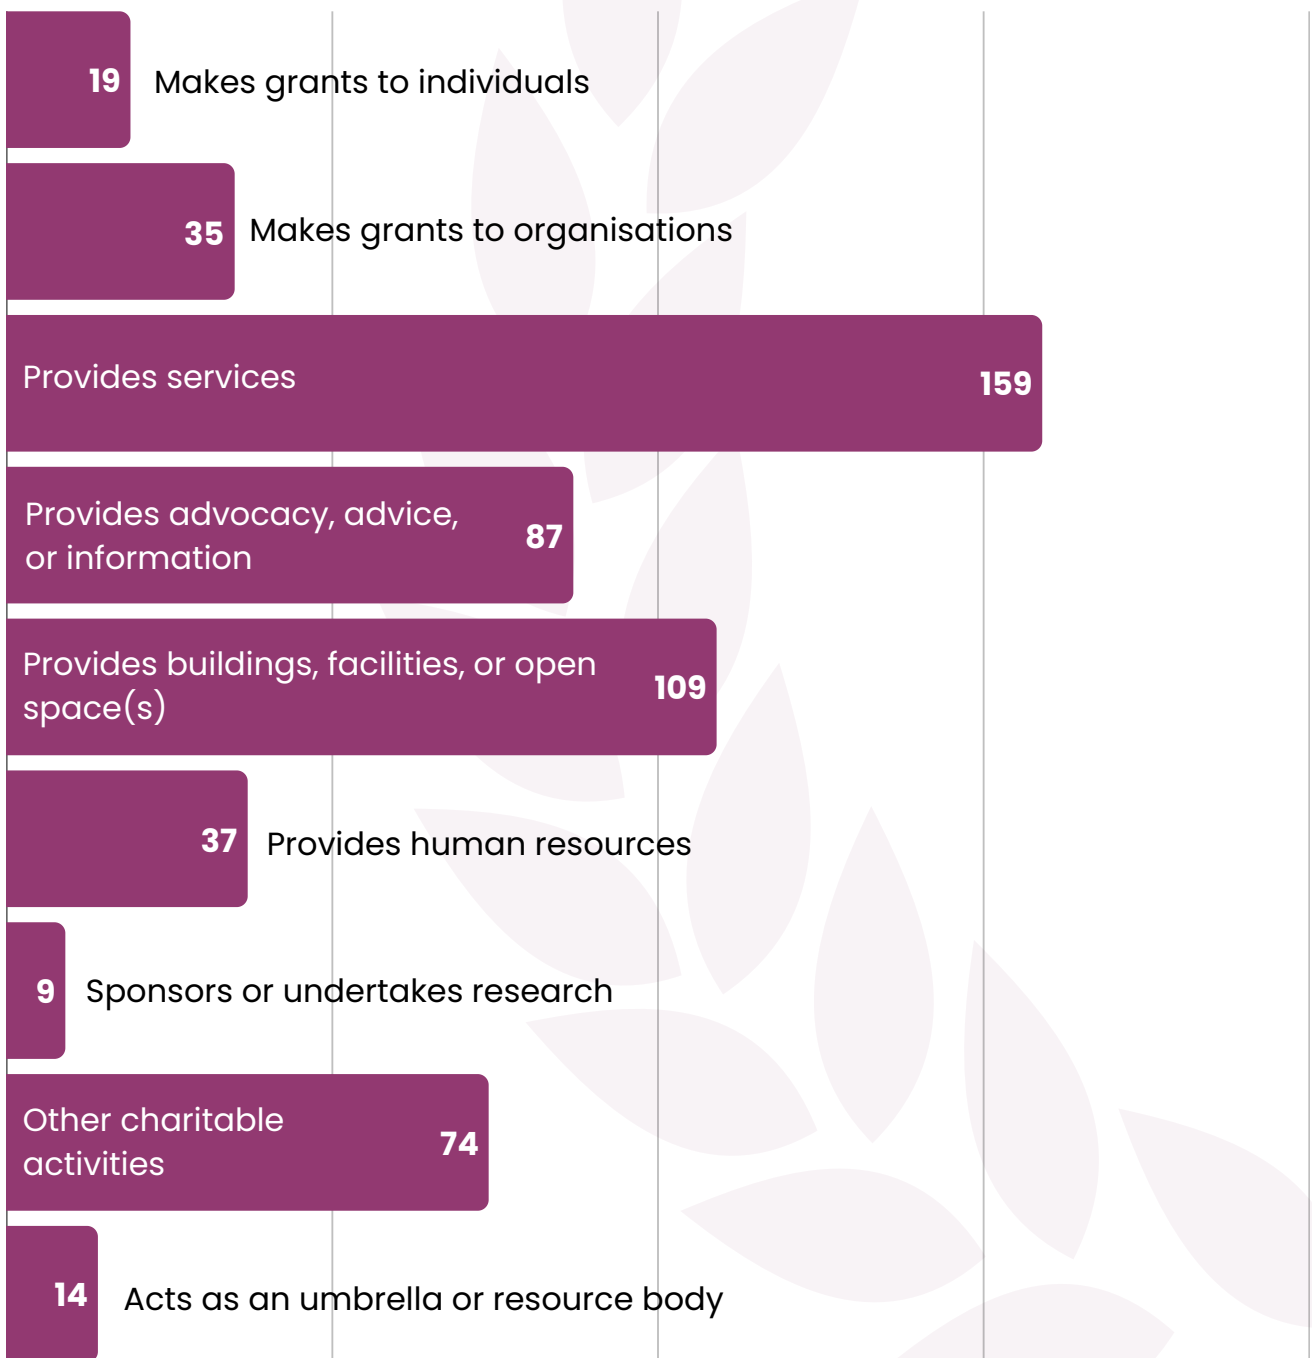 19 Makes grants to individuals
35 Makes grants to organisations
Provides services 159
Provides advocacy, advice,
or information 87
Provides buildings, facilities, or open
space(s) 109
37 Provides human resources
9 Sponsors or undertakes research
Other charitable
activities 74
14 Acts as an umbrella or resource body